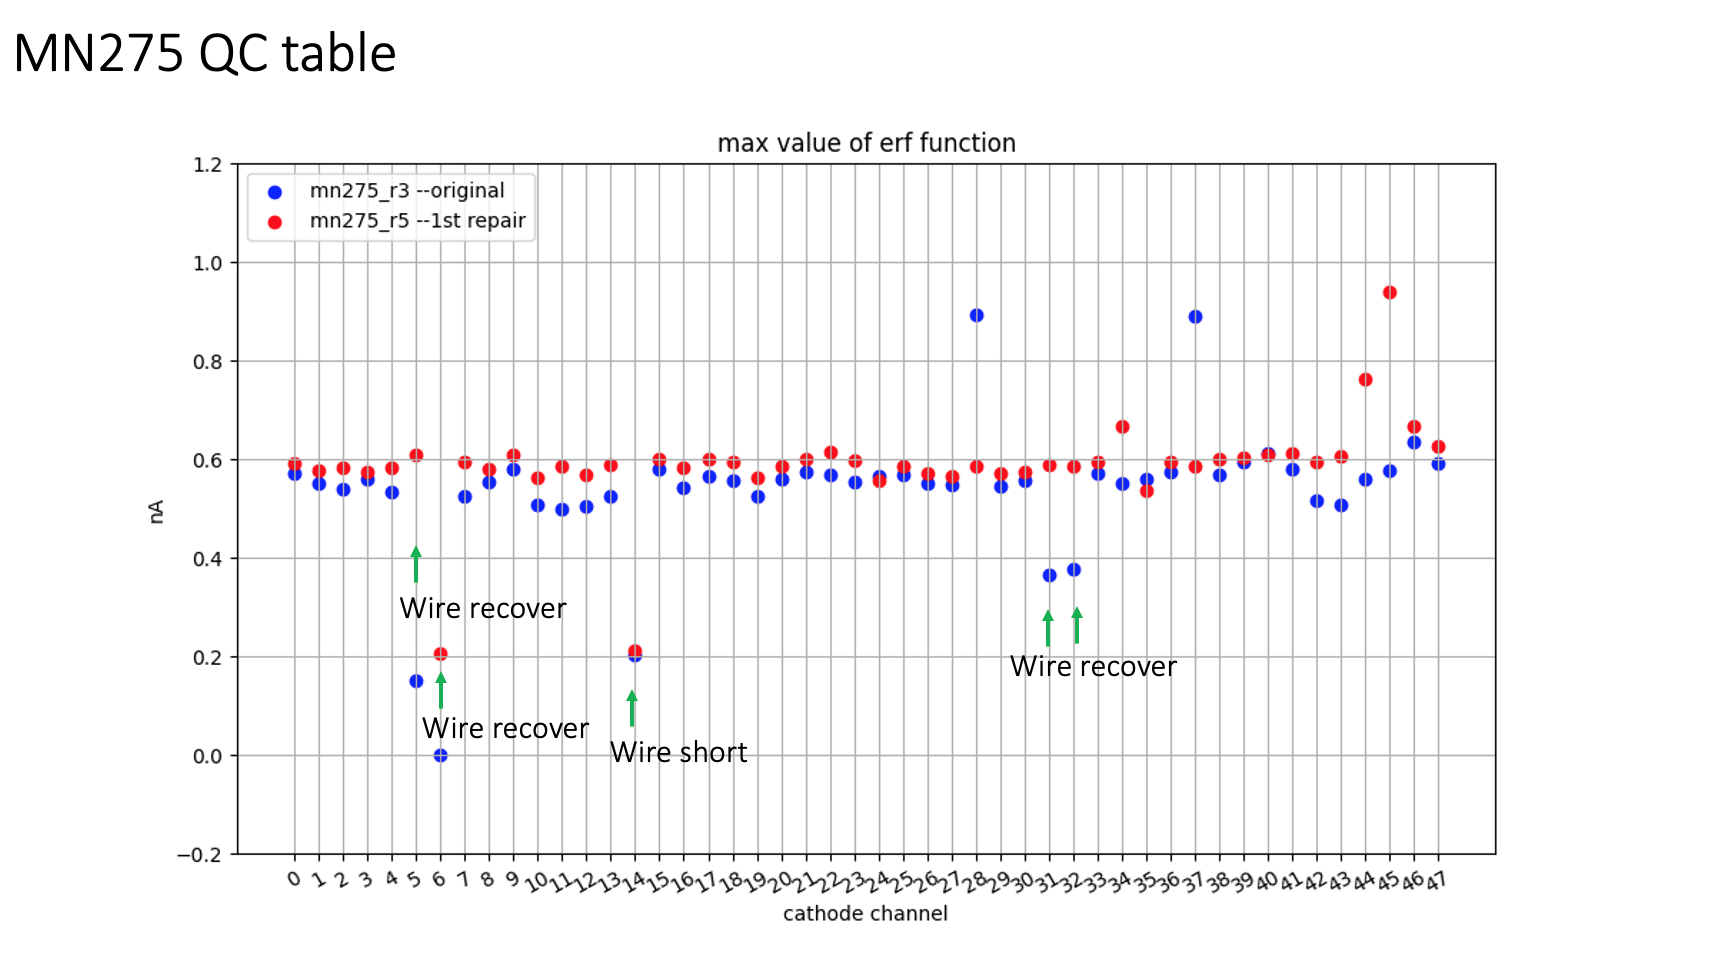 MN275 QC table
max value of erf function
1.2
mn275_r3 --original
mn275_r5 --1st repair
1.0
0.8
0.6
nA
0.4
Wire recover
0.2
Wire recover
Wire recover
0.0
Wire short
−0.2
0 1 2 3 4 5 6 7 8 9 10 11 12 13 14 15 16 17 18 19 20 21 22 23 24 25 26 27 28 29 30 31 32 33 34 35 36 37 38 39 40 41 42 43 44 45 46 47
cathode channel